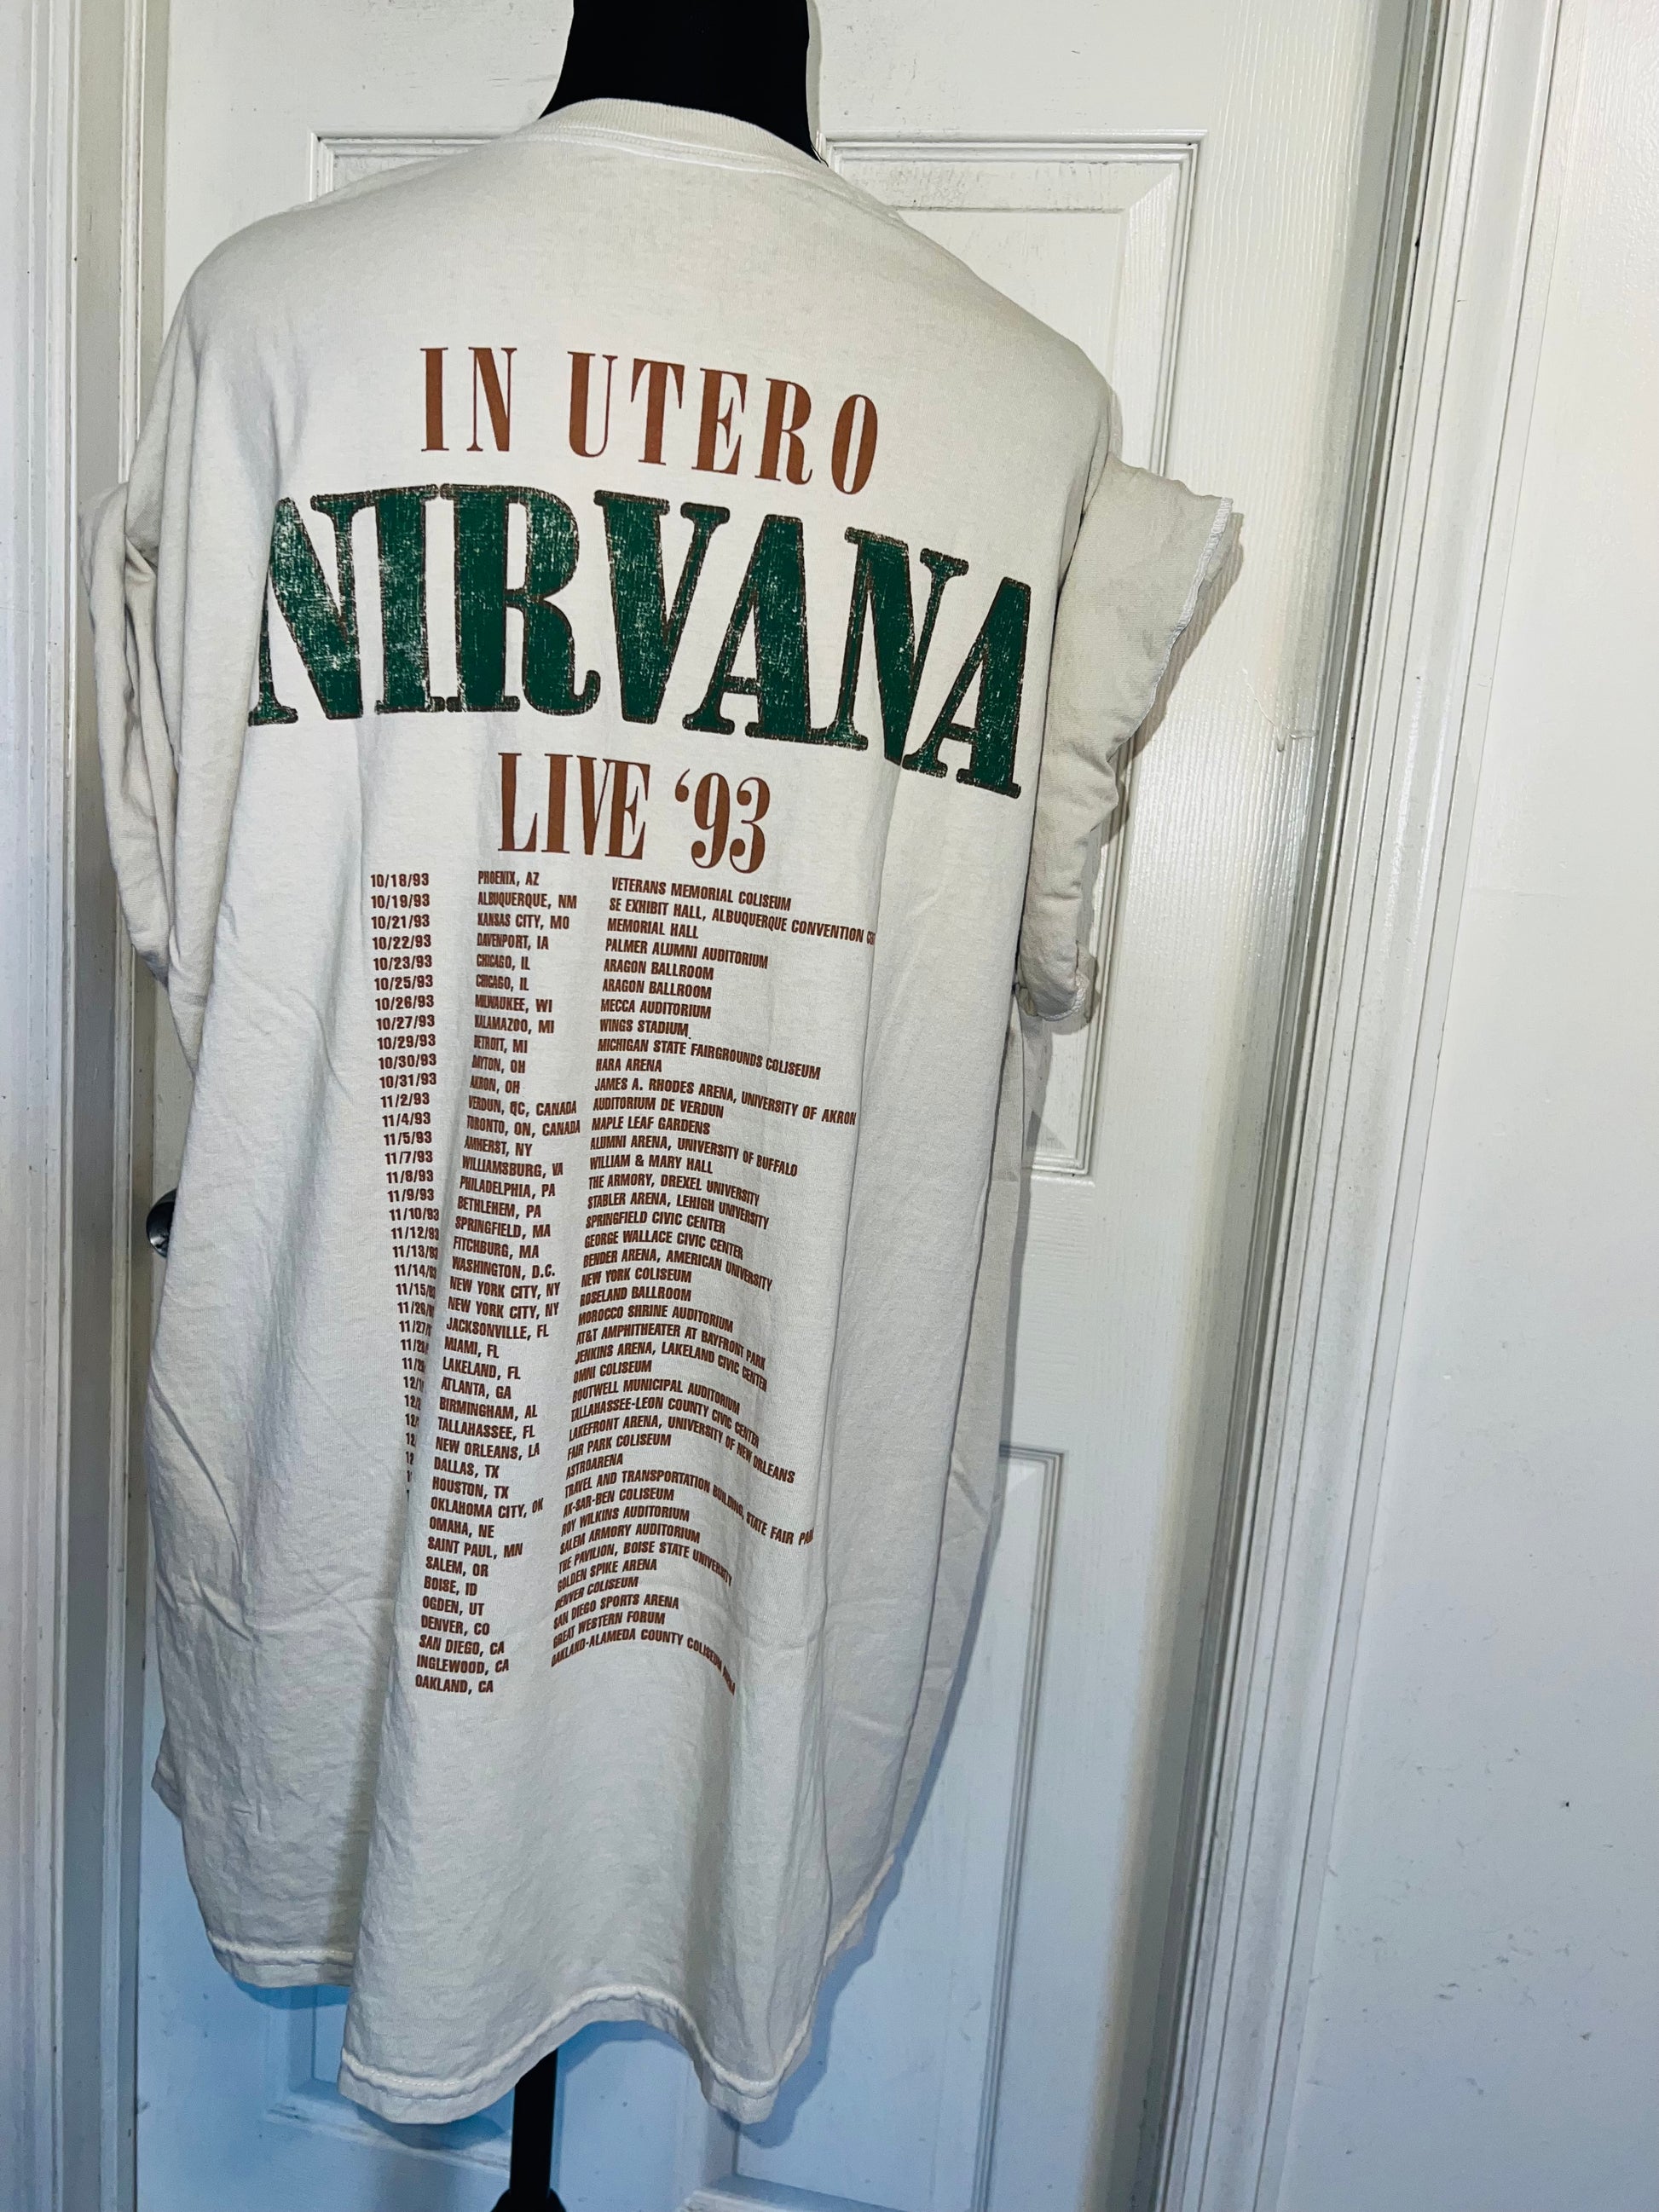 IN UTERO
NIRVANA
LIVE ‘93
10/18/93 PHOENIX, AZ VETERANS MEMORIAL COLISEUM
10/19/93 ALBUQUERQUE, NM SE EXHIBIT HALL, ALBUQUERQUE CONVENTION
10/21/93 KANSAS CITY, MO MEMORIAL HALL
10/22/93 DAVENPORT, IA PALMER ALUMNI AUDITORIUM
10/23/93 CHICAGO, IL ARAGON BALLROOM
10/25/93 CHICAGO, IL ARAGON BALLROOM
10/26/93 MILWAUKEE, WI MECCA AUDITORIUM
10/27/93 KALAMAZOO, MI WINGS STADIUM
10/29/93 DETROIT, MI MICHIGAN STATE FAIRGROUNDS COLISEUM
10/30/93 DAYTON, OH HARA ARENA
10/31/93 AKRON, OH JAMES A. RHODES ARENA, UNIVERSITY OF AKRON
11/2/93 VERDUN, QC, CANADA AUDITORIUM DE VERDUN
11/4/93 TORONTO, ON, CANADA MAPLE LEAF GARDENS
11/5/93 AMHERST, NY ALUMNI ARENA, UNIVERSITY OF BUFFALO
11/7/93 WILLIAMSBURG, VA WILLIAM & MARY HALL
11/8/93 PHILADELPHIA, PA THE ARMORY, DREXEL UNIVERSITY
11/9/93 BETHLEHEM, PA STABLER ARENA, LEHIGH UNIVERSITY
11/10/93 SPRINGFIELD, MA SPRINGFIELD CIVIC CENTER
11/12/93 FITCHBURG, MA GEORGE WALLACE CIVIC CENTER
11/13/93 WASHINGTON, D.C. BENDER ARENA, AMERICAN UNIVERSITY
NEW YORK CITY, NY NEW YORK COLISEUM
NEW YORK CITY, NY ROSELAND BALLROOM
JACKSONVILLE, FL MOROCCO SHRINE AUDITORIUM
MIAMI, FL AT&T AMPHITHEATER AT BAYFRONT PARK
LAKELAND, FL JENKINS ARENA, LAKELAND CIVIC CENTER
ATLANTA, GA OMNI COLISEUM
BIRMINGHAM, AL BOUTWELL MUNICIPAL AUDITORIUM
TALLAHASSEE, FL TALLAHASSEE-LEON COUNTY CIVIC CENTER
NEW ORLEANS, LA LAKEFRONT ARENA, UNIVERSITY OF NEW ORLEANS
DALLAS, TX FAIR PARK COLISEUM
HOUSTON, TX ASTROARENA
OKLAHOMA CITY, OK TRAVEL AND TRANSPORTATION BUILDING, STATE FAIR
OMAHA, NE AK-SAR-BEN COLISEUM
SAINT PAUL, MN ROY WILKINS AUDITORIUM
SALEM, OR SALEM ARMORY AUDITORIUM
BOISE, ID THE PAVILION, BOISE STATE UNIVERSITY
OGDEN, UT GOLDEN SPIKE ARENA
DENVER, CO DENVER COLISEUM
SAN DIEGO, CA SAN DIEGO SPORTS ARENA
INGLEWOOD, CA GREAT WESTERN FORUM
OAKLAND, CA OAKLAND-ALAMEDA COUNTY COLISEUM